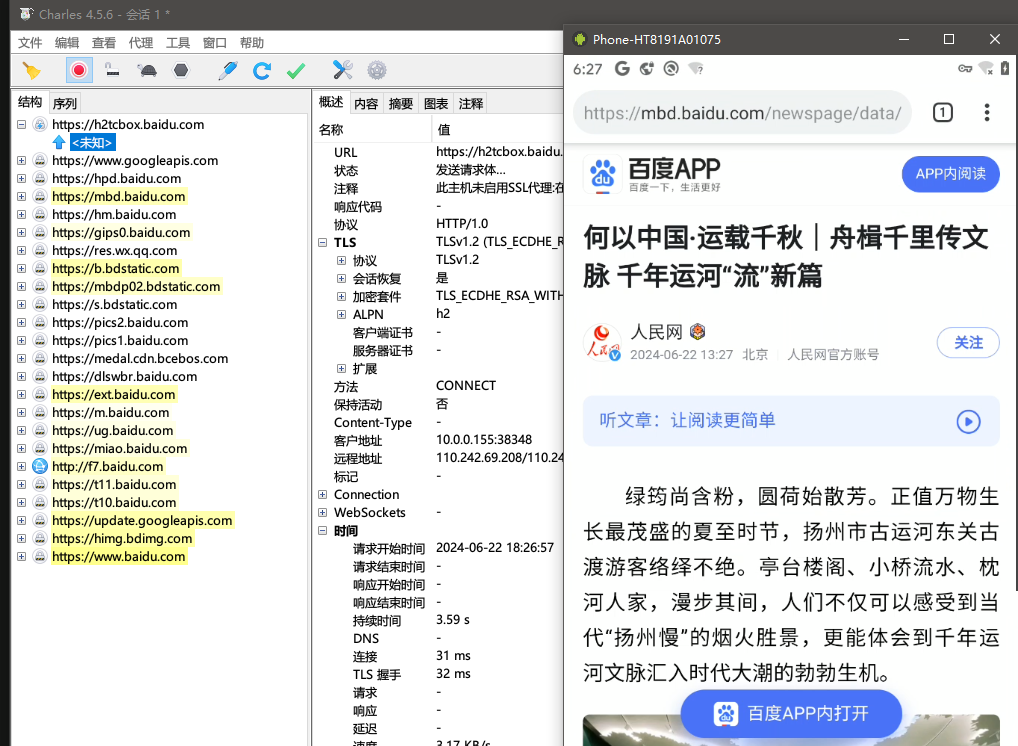 Charles 4.5.6 - 会话 1 *
文件 编辑 查看 代理 工具 窗口 帮助
结构 序列
https://h2tcbox.baidu.com
<未知>
https://www.googleapis.com
https://hpd.baidu.com
https://mbd.baidu.com
https://hm.baidu.com
https://gips0.baidu.com
https://res.wx.qq.com
https://b.bdstatic.com
https://mbdp02.bdstatic.com
https://s.bdstatic.com
https://pics2.baidu.com
https://pics1.baidu.com
https://medal.cdn.bcebos.com
https://dlswbr.baidu.com
https://ext.baidu.com
https://m.baidu.com
https://ug.baidu.com
https://miao.baidu.com
http://f7.baidu.com
https://t11.baidu.com
https://t10.baidu.com
https://update.googleapis.com
https://himg.bdimg.com
https://www.baidu.com
概述 内容 摘要 图表 注释
名称 值
URL https://h2tcbox.baidu.
状态 发送请求体...
注释 此主机未启用SSL代理:在
响应代码 -
协议 HTTP/1.0
TLS TLSv1.2 (TLS_ECDHE_R
协议 TLSv1.2
会话恢复 是
加密套件 TLS_ECDHE_RSA_WITH
ALPN h2
客户端证书 -
服务器证书 -
扩展
方法 CONNECT
保持活动 否
Content-Type -
客户地址 10.0.0.155:38348
远程地址 110.242.69.208/110.24
标记 -
Connection
WebSockets -
时间
请求开始时间 2024-06-22 18:26:57
请求结束时间 -
响应开始时间 -
响应结束时间 -
持续时间 3.59 s
DNS -
连接 31 ms
TLS 握手 32 ms
请求 -
响应 -
延迟 -
速度 3.17 KB/s
Phone-HT8191A01075
6:27
https://mbd.baidu.com/newspage/data/
1
du 百度APP
百度一下，生活更好
APP内阅读
何以中国·运载千秋｜舟楫千里传文
脉 千年运河“流”新篇
人民网
人民网
2024-06-22 13:27 北京 人民网官方账号
关注
听文章：让阅读更简单
绿筠尚含粉，圆荷始散芳。正值万物生
长最茂盛的夏至时节，扬州市古运河东关古
渡游客络绎不绝。亭台楼阁、小桥流水、枕
河人家，漫步其间，人们不仅可以感受到当
代“扬州慢”的烟火胜景，更能体会到千年运
河文脉汇入时代大潮的勃勃生机。
百度APP内打开